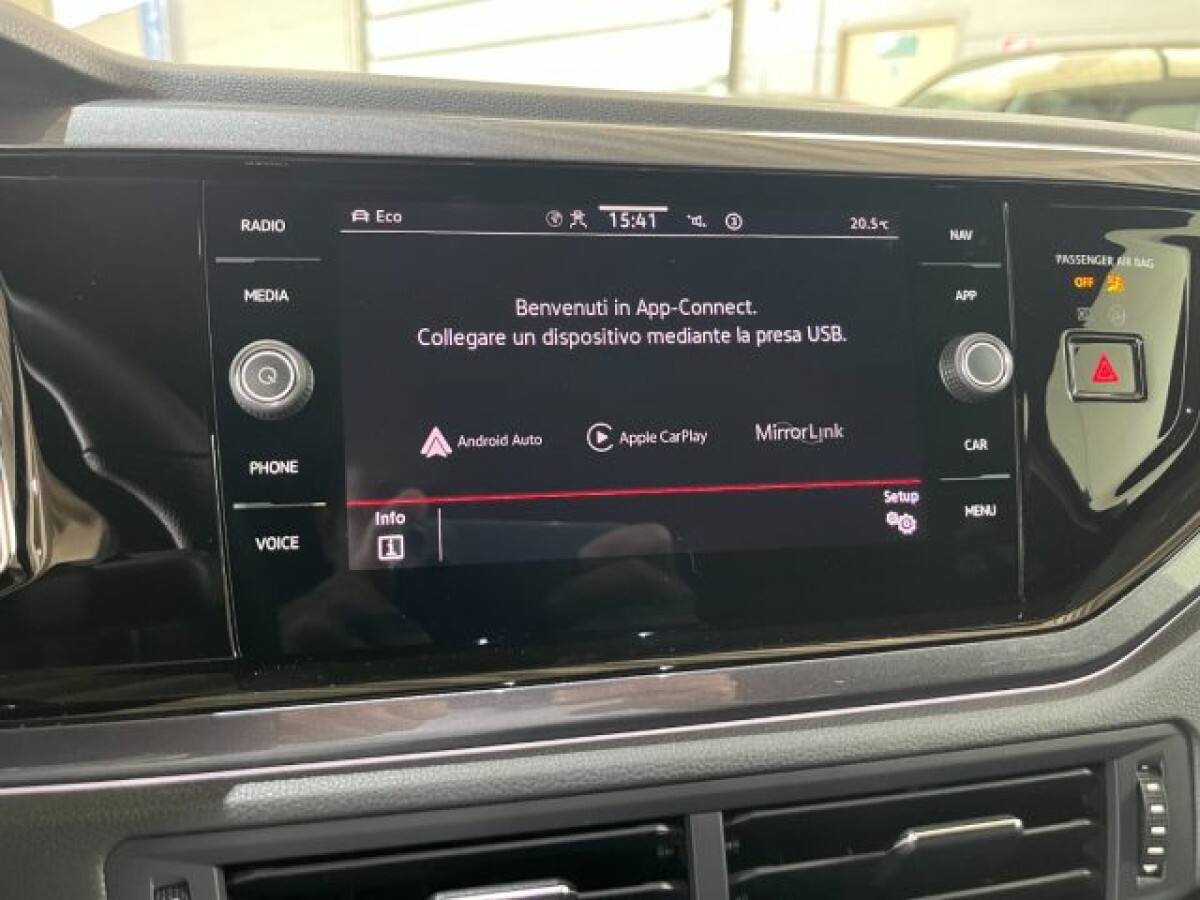 RADIO
MEDIA
PHONE
VOICE
Eco
15:41
20.5°C
Benvenuti in App-Connect.
Collegare un dispositivo mediante la presa USB.
Android Auto
Apple CarPlay
MirrorLink
Info
i
Setup
NAV
APP
CAR
MENU
PASSENGER AIR BAG
OFF